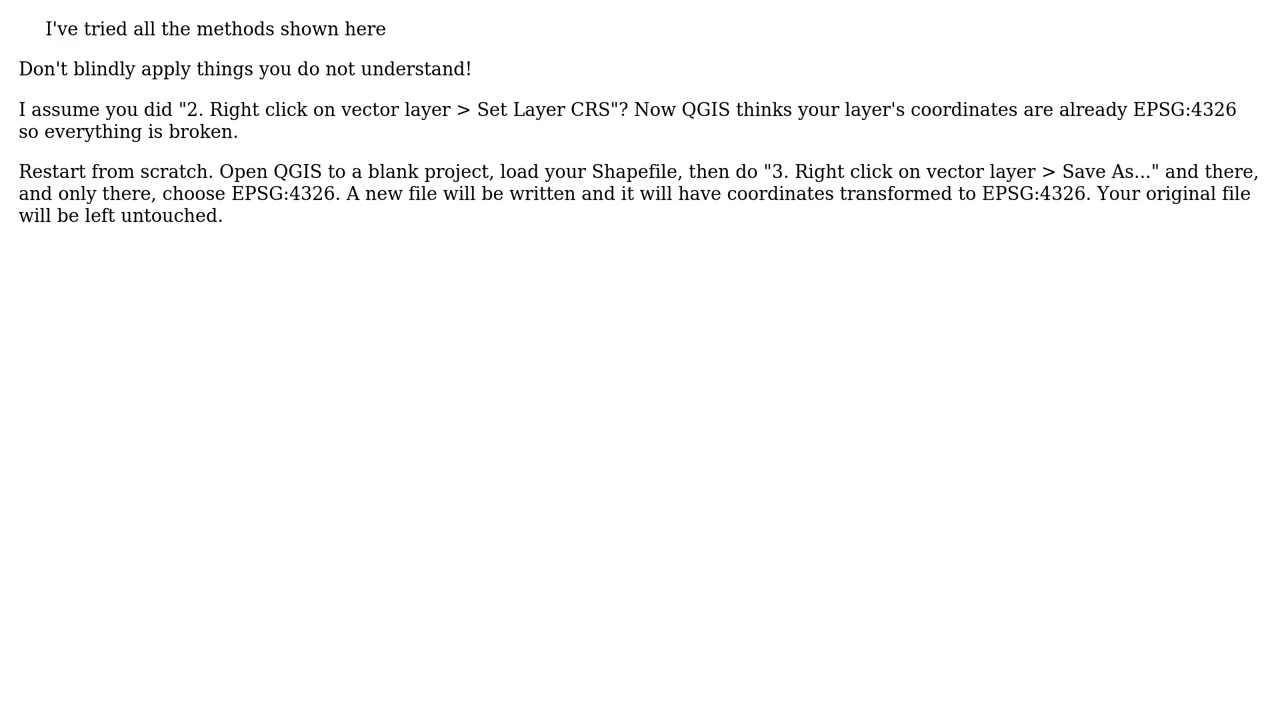 I've tried all the methods shown here
Don't blindly apply things you do not understand!
I assume you did "2. Right click on vector layer > Set Layer CRS"? Now QGIS thinks your layer's coordinates are already EPSG:4326
so everything is broken.
Restart from scratch. Open QGIS to a blank project, load your Shapefile, then do "3. Right click on vector layer > Save As..." and there,
and only there, choose EPSG:4326. A new file will be written and it will have coordinates transformed to EPSG:4326. Your original file
will be left untouched.